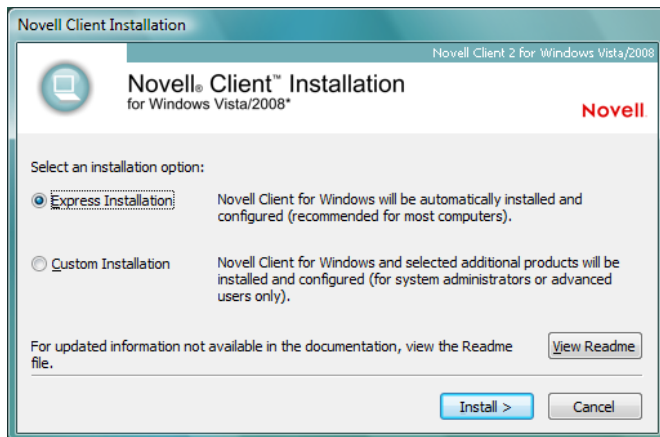 Novell Client Installation
Novell Client 2 for Windows Vista/2008
Novell® Client™ Installation
for Windows Vista/2008*
Novell
Select an installation option:
Express Installation
Novell Client for Windows will be automatically installed and
configured (recommended for most computers).
Custom Installation
Novell Client for Windows and selected additional products will be
installed and configured (for system administrators or advanced
users only).
For updated information not available in the documentation, view the Readme
file.
View Readme
Install >
Cancel